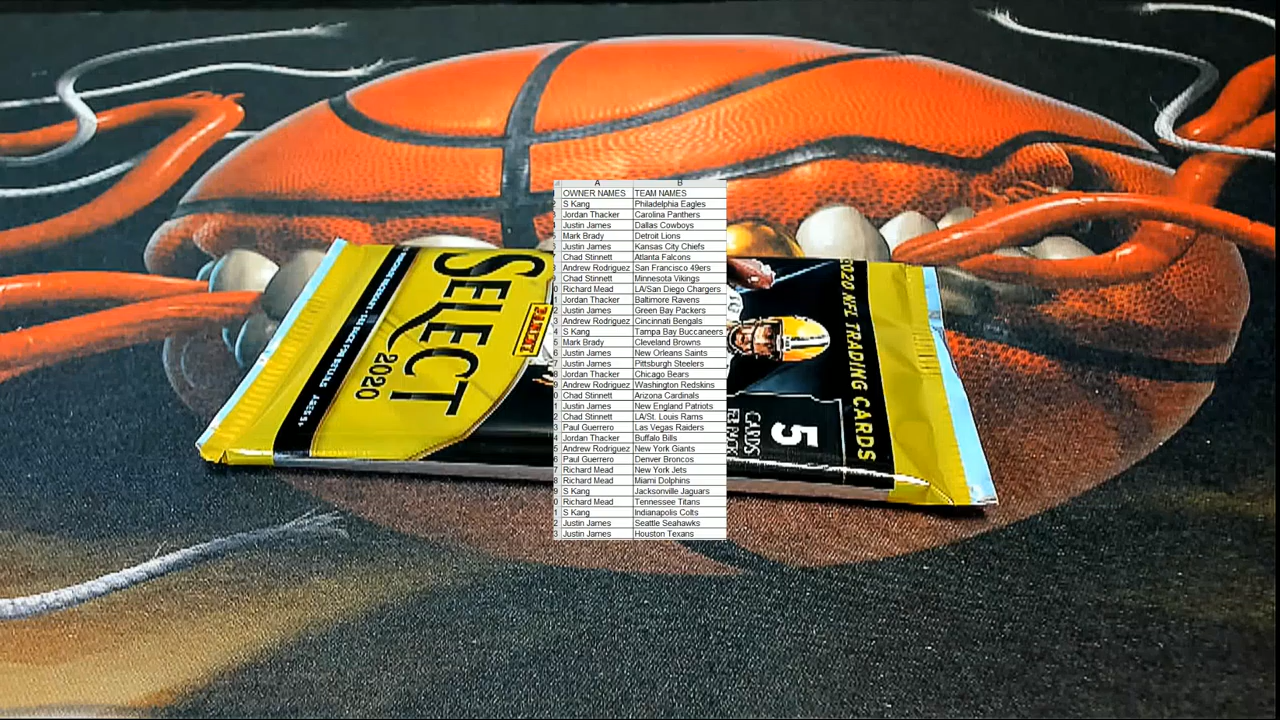 A B
OWNER NAMES TEAM NAMES
S Kang Philadelphia Eagles
Jordan Thacker Carolina Panthers
Justin James Dallas Cowboys
Mark Brady Detroit Lions
Justin James Kansas City Chiefs
Chad Stinnett Atlanta Falcons
Andrew Rodriguez San Francisco 49ers
Chad Stinnett Minnesota Vikings
Richard Mead LA/San Diego Chargers
Jordan Thacker Baltimore Ravens
Justin James Green Bay Packers
Andrew Rodriguez Cincinnati Bengals
S Kang Tampa Bay Buccaneers
Mark Brady Cleveland Browns
Justin James New Orleans Saints
Justin James Pittsburgh Steelers
Jordan Thacker Chicago Bears
Andrew Rodriguez Washington Redskins
Chad Stinnett Arizona Cardinals
Justin James New England Patriots
Chad Stinnett LA/St. Louis Rams
Paul Guerrero Las Vegas Raiders
Jordan Thacker Buffalo Bills
Andrew Rodriguez New York Giants
Paul Guerrero Denver Broncos
Richard Mead New York Jets
Richard Mead Miami Dolphins
S Kang Jacksonville Jaguars
Richard Mead Tennessee Titans
S Kang Indianapolis Colts
Justin James Seattle Seahawks
Justin James Houston Texans
SELECT
2020
PANINI
2020 NFL TRADING CARDS
5
CARDS
PER PACK